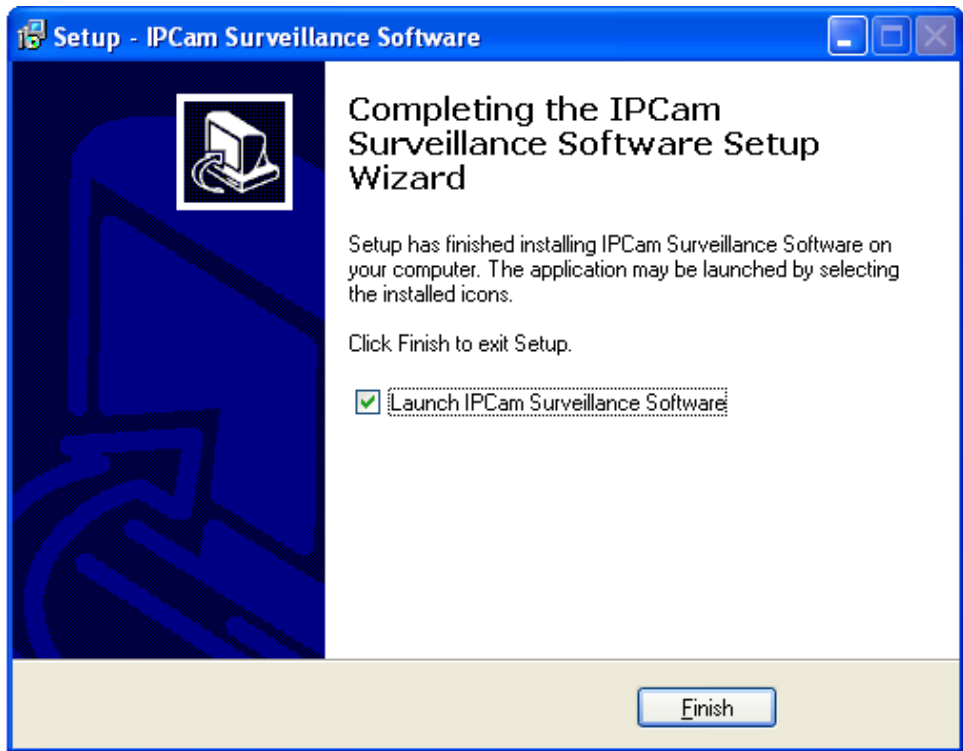 Setup - IPCam Surveillance Software
Completing the IPCam
Surveillance Software Setup
Wizard
Setup has finished installing IPCam Surveillance Software on
your computer. The application may be launched by selecting
the installed icons.
Click Finish to exit Setup.
Launch IPCam Surveillance Software
Finish